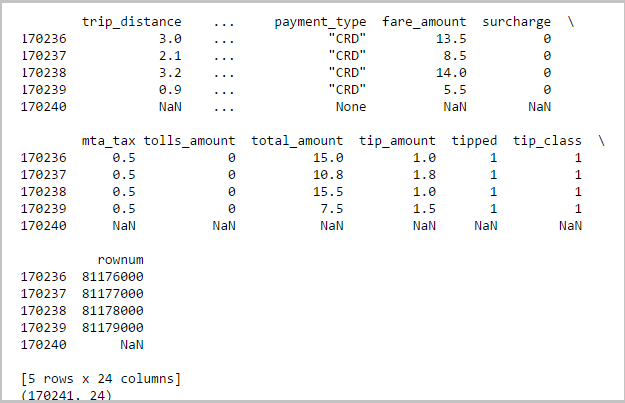 trip_distance ... payment_type fare_amount surcharge \
170236 3.0 ... "CRD" 13.5 0
170237 2.1 ... "CRD" 8.5 0
170238 3.2 ... "CRD" 14.0 0
170239 0.9 ... "CRD" 5.5 0
170240 NaN ... None NaN NaN
mta_tax tolls_amount total_amount tip_amount tipped tip_class \
170236 0.5 0 15.0 1.0 1 1
170237 0.5 0 10.8 1.8 1 1
170238 0.5 0 15.5 1.0 1 1
170239 0.5 0 7.5 1.5 1 1
170240 NaN NaN NaN NaN NaN NaN
rownum
170236 81176000
170237 81177000
170238 81178000
170239 81179000
170240 NaN
[5 rows x 24 columns]
(170241, 24)